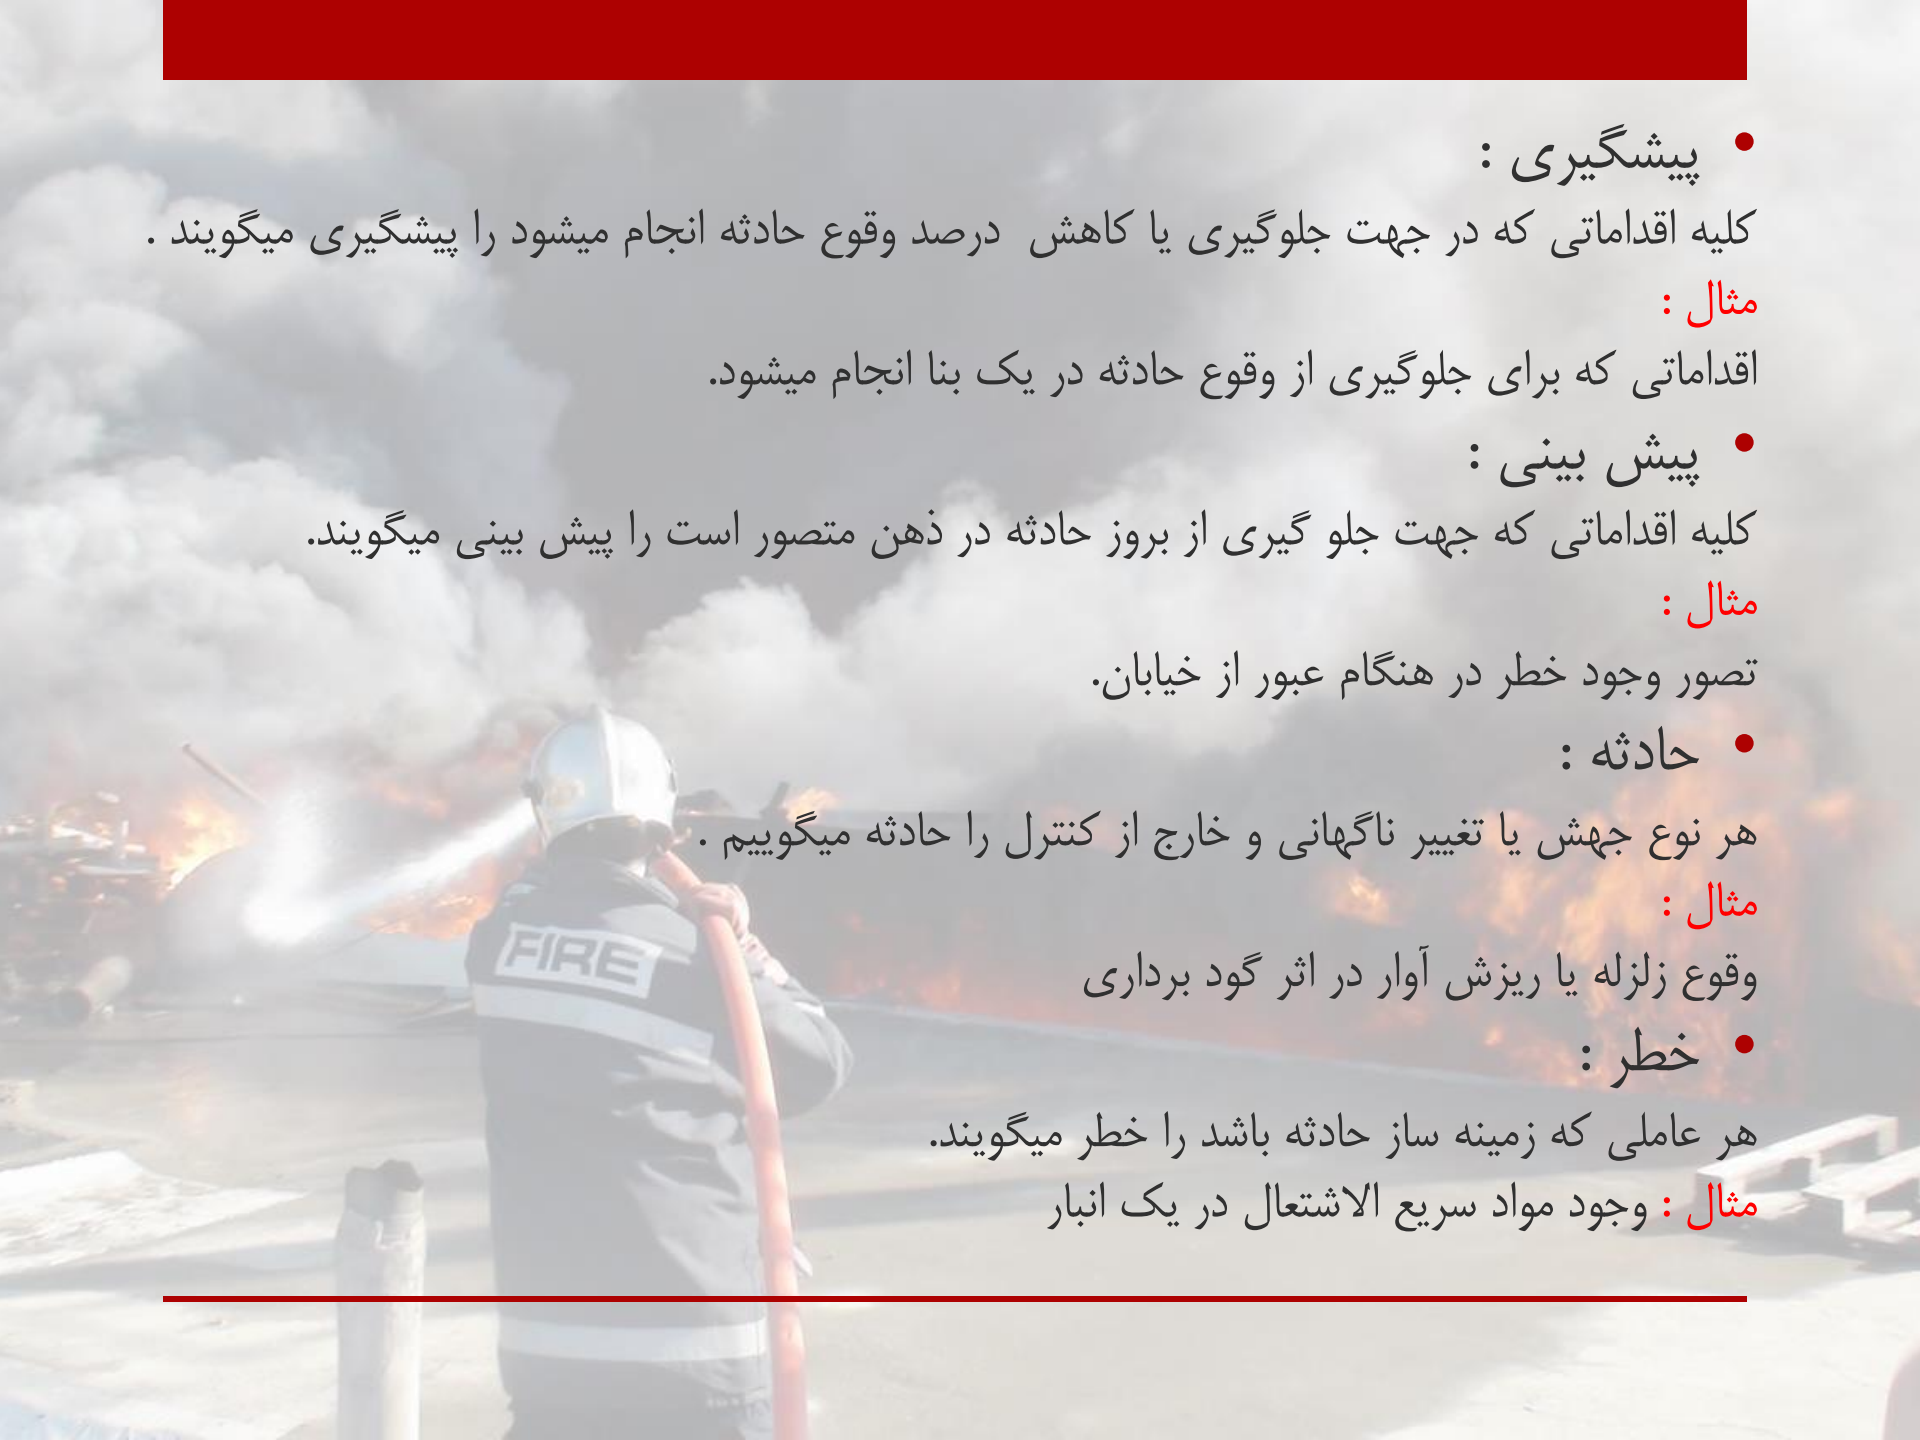 • پیشگیری :
کلیه اقداماتی که در جهت جلوگیری یا کاهش درصد وقوع حادثه انجام میشود را پیشگیری میگویند .
مثال :
اقداماتی که برای جلوگیری از وقوع حادثه در یک بنا انجام میشود.
• پیش بینی :
کلیه اقداماتی که جهت جلو گیری از بروز حادثه در ذهن متصور است را پیش بینی میگویند.
مثال :
تصور وجود خطر در هنگام عبور از خیابان.
• حادثه :
هر نوع جهش یا تغییر ناگهانی و خارج از کنترل را حادثه میگوییم .
مثال :
وقوع زلزله یا ریزش آوار در اثر گود برداری
• خطر :
هر عاملی که زمینه ساز حادثه باشد را خطر میگویند.
مثال : وجود مواد سریع الاشتعال در یک انبار
FIRE